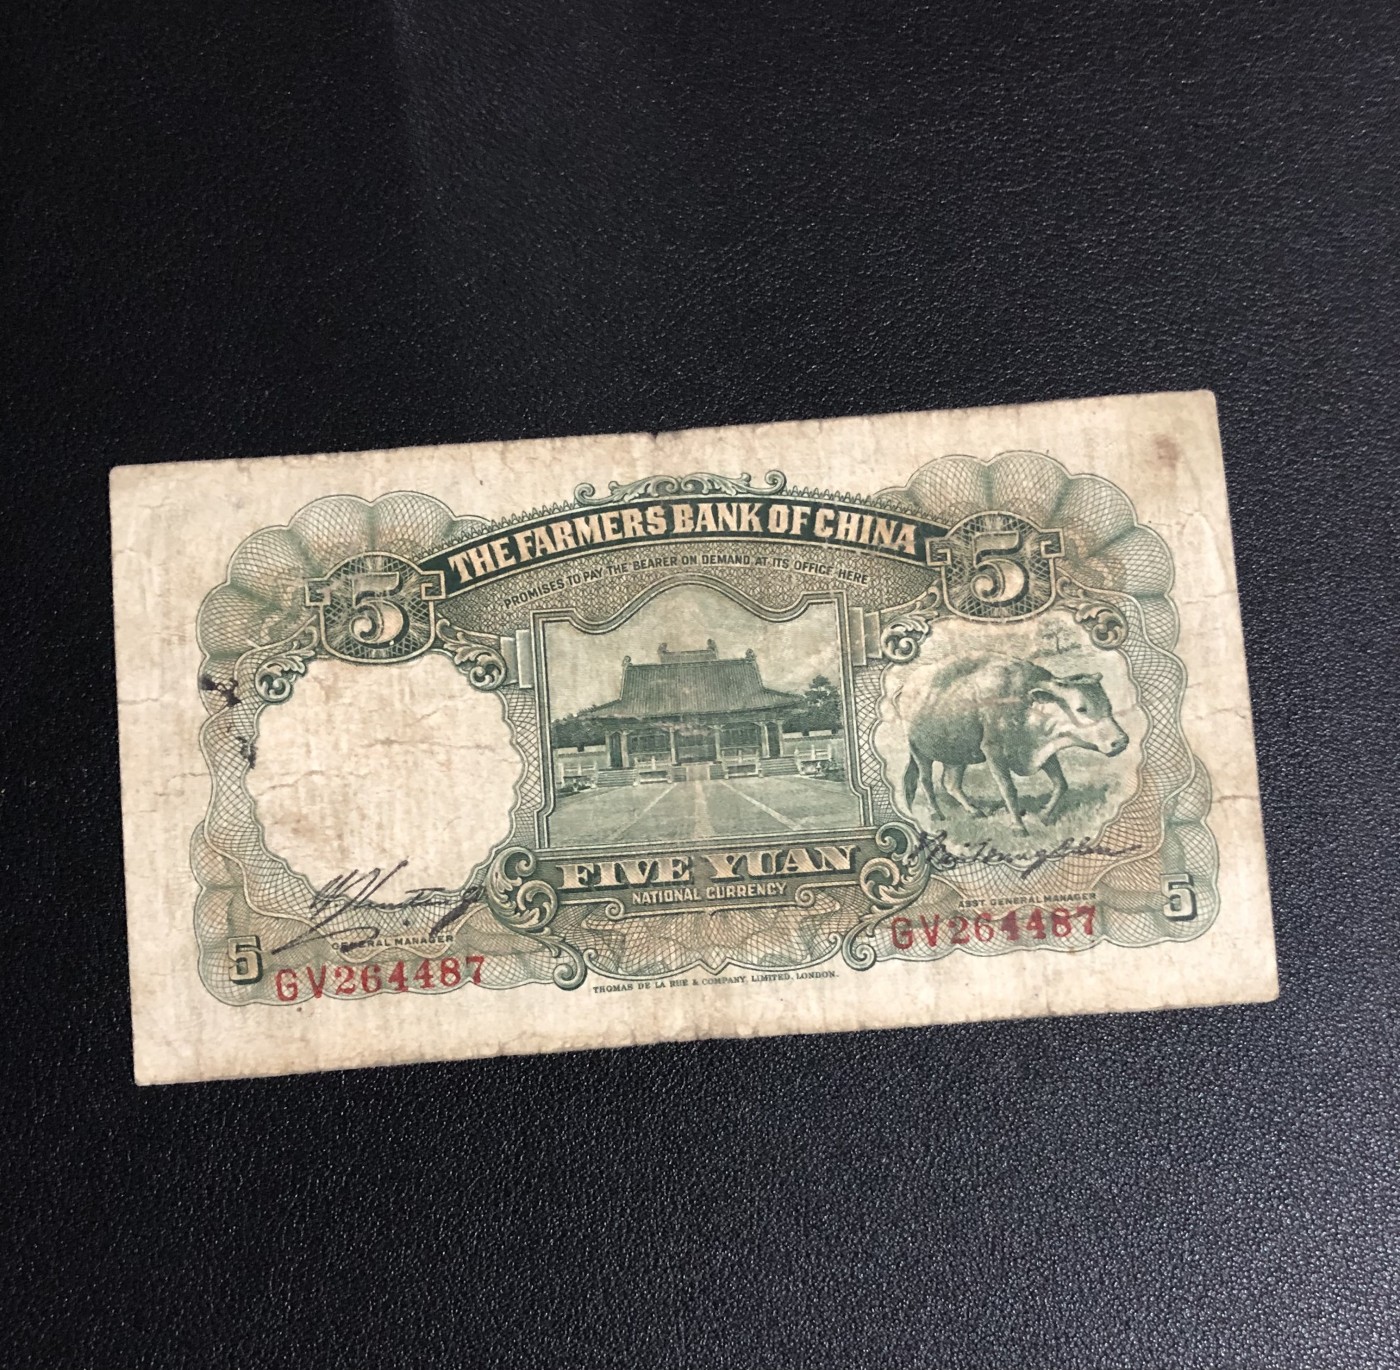 THE FARMERS BANK OF CHINA
PROMISES TO PAY THE BEARER ON DEMAND AT ITS OFFICE HERE
5
5
FIVE YUAN
NATIONAL CURRENCY
GENERAL MANAGER
ASST GENERAL MANAGER
5
GV264487
GV264487
5
THOMAS DE LA RUE & COMPANY, LIMITED, LONDON.